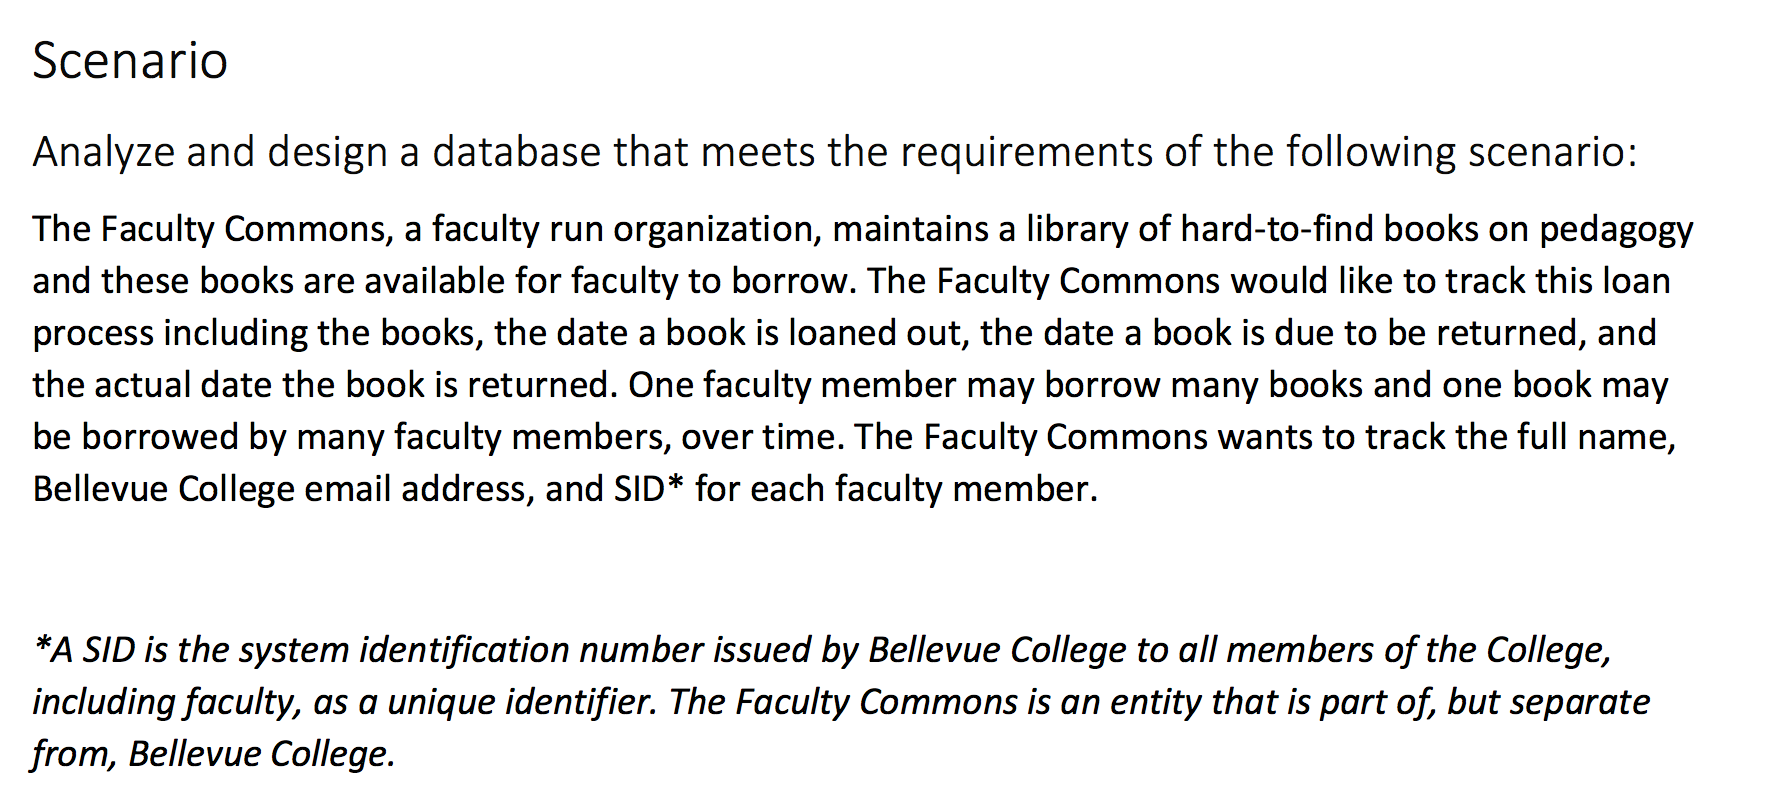 Scenario
Analyze and design a database that meets the requirements of the following scenario:
The Faculty Commons, a faculty run organization, maintains a library of hard-to-find books on pedagogy
and these books are available for faculty to borrow. The Faculty Commons would like to track this loan
process including the books, the date a book is loaned out, the date a book is due to be returned, and
the actual date the book is returned. One faculty member may borrow many books and one book may
be borrowed by many faculty members, over time. The Faculty Commons wants to track the full name,
Bellevue College email address, and SID* for each faculty member.
*A SID is the system identification number issued by Bellevue College to all members of the College,
including faculty, as a unique identifier. The Faculty Commons is an entity that is part of, but separate
from, Bellevue College.